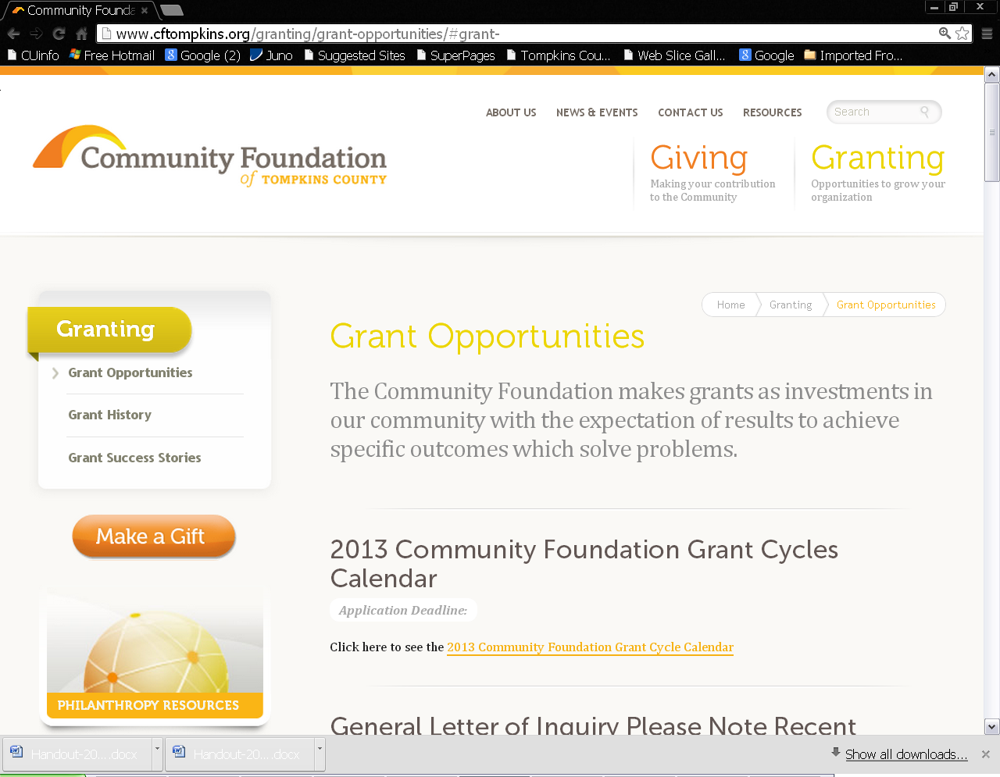 Community Founda
www.cftompkins.org/granting/grant-opportunities/#grant-
CUinfo Free Hotmail Google (2) Juno Suggested Sites SuperPages Tompkins Cou... Web Slice Gall... Google Imported Fro...
ABOUT US NEWS & EVENTS CONTACT US RESOURCES Search
Community Foundation
of TOMPKINS COUNTY
Giving
Making your contribution
to the Community
Granting
Opportunities to grow your
organization
Home Granting Grant Opportunities
Granting
Grant Opportunities
Grant History
Grant Success Stories
Make a Gift
PHILANTHROPY RESOURCES
Grant Opportunities
The Community Foundation makes grants as investments in
our community with the expectation of results to achieve
specific outcomes which solve problems.
2013 Community Foundation Grant Cycles
Calendar
Application Deadline:
Click here to see the 2013 Community Foundation Grant Cycle Calendar
General Letter of Inquiry Please Note Recent
Handout-20....docx Handout-20....docx Show all downloads...